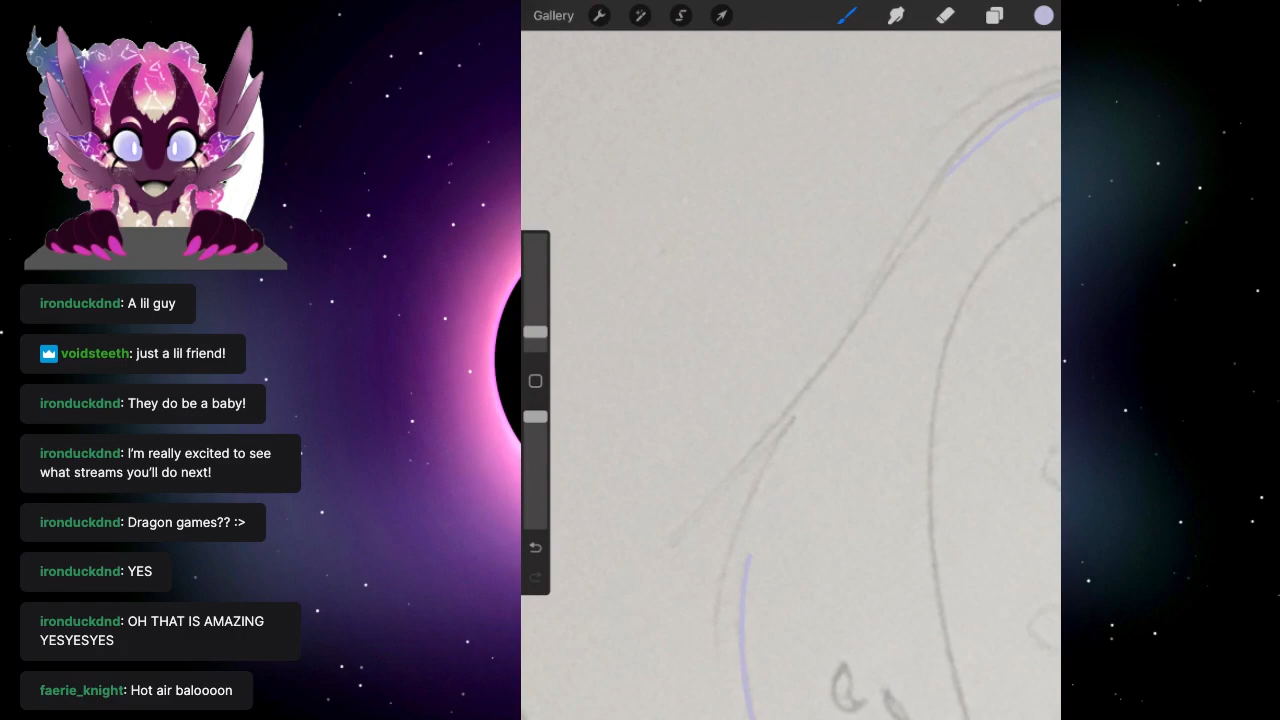 Gallery
ironduckdnd: A lil guy
voidsteeth: just a lil friend!
ironduckdnd: They do be a baby!
ironduckdnd: I’m really excited to see
what streams you’ll do next!
ironduckdnd: Dragon games?? :>
ironduckdnd: YES
ironduckdnd: OH THAT IS AMAZING
YESYESYES
faerie_knight: Hot air baloooon